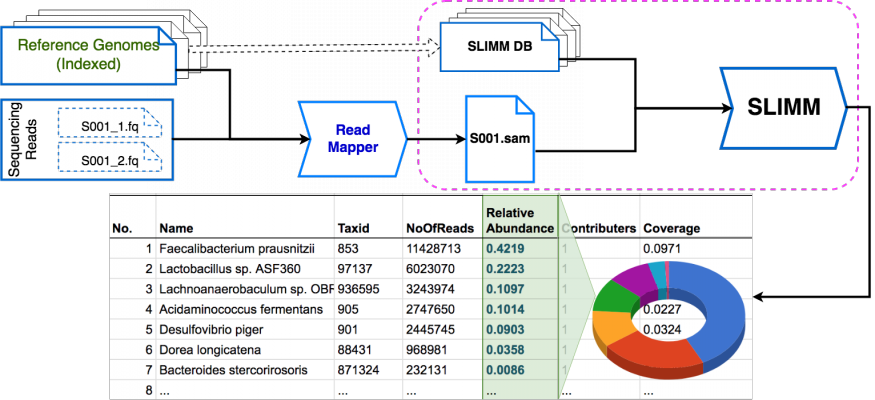 Reference Genomes
(Indexed)
SLIMM DB
Sequencing
Reads
S001_1.fq
S001_2.fq
Read
Mapper
S001.sam
SLIMM
No. Name Taxid NoOfReads Relative Abundance Contributers Coverage
1 Faecalibacterium prausnitzii 853 11428713 0.4219 1 0.0971
2 Lactobacillus sp. ASF360 97137 6023070 0.2223 1
3 Lachnoanaerobaculum sp. OBF 936595 3243974 0.1097 1
4 Acidaminococcus fermentans 905 2747650 0.1014 1 0.0227
5 Desulfovibrio piger 901 2445745 0.0903 1 0.0324
6 Dorea longicatena 88431 968981 0.0358 1
7 Bacteroides stercorirosoris 871324 232131 0.0086 1
8 ... ... ... ... ... ...